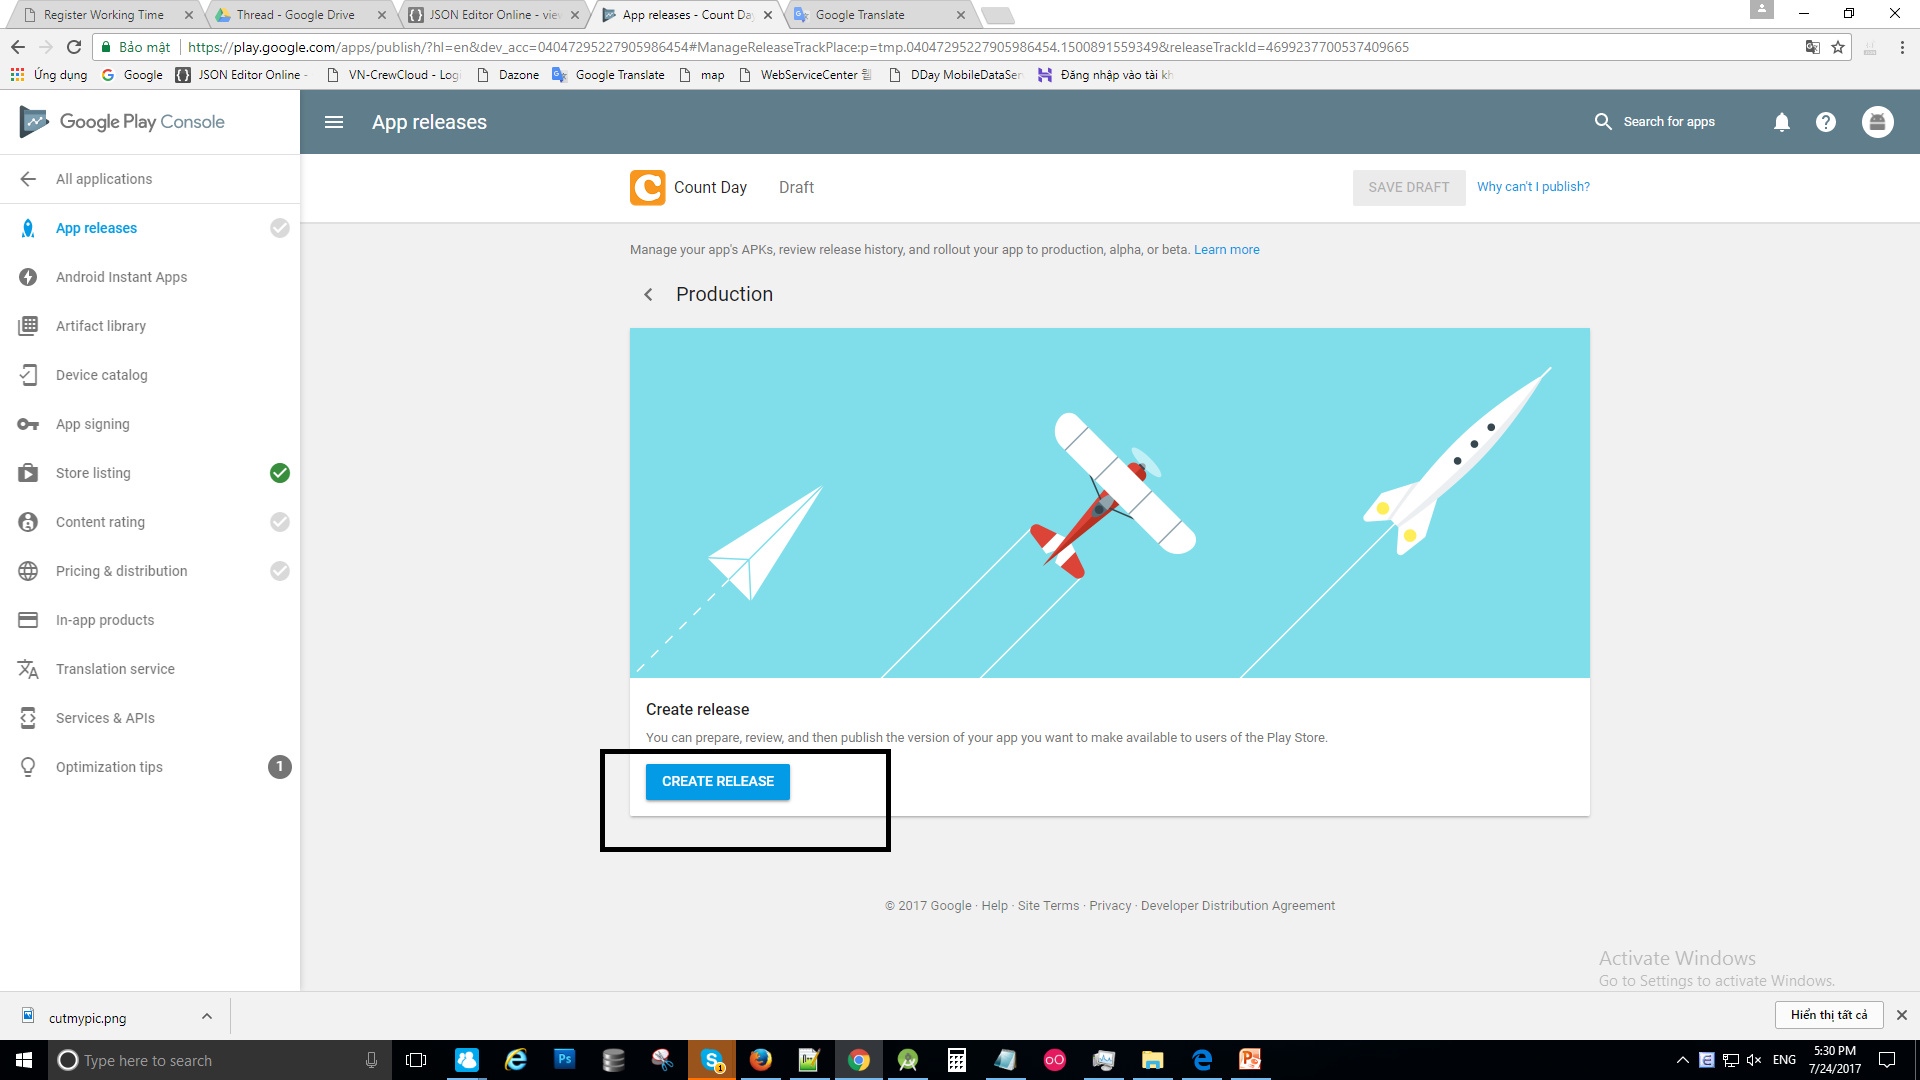 Register Working Time
Thread - Google Drive
JSON Editor Online - vie
App releases - Count Da
Google Translate
Bảo mật
https://play.google.com/apps/publish/?hl=en&dev_acc=04047295227905986454#ManageReleaseTrackPlace:p=tmp.04047295227905986454.1500891559349&releaseTrackId=4699237700537409665
Ứng dụng
Google
JSON Editor Online -
VN-CrewCloud - Log
Dazone
Google Translate
map
WebServiceCenter
DDay MobileDataSer
Đăng nhập vào tài kh
Google Play Console
App releases
Search for apps
All applications
Count Day
Draft
SAVE DRAFT
Why can't I publish?
App releases
Android Instant Apps
Artifact library
Device catalog
App signing
Store listing
Content rating
Pricing & distribution
In-app products
Translation service
Services & APIs
Optimization tips
1
Manage your app's APKs, review release history, and rollout your app to production, alpha, or beta. Learn more
Production
Create release
You can prepare, review, and then publish the version of your app you want to make available to users of the Play Store.
CREATE RELEASE
© 2017 Google · Help · Site Terms · Privacy · Developer Distribution Agreement
Activate Windows
Go to Settings to activate Windows.
cutmypic.png
Hiển thị tất cả
Type here to search
Ps
ENG
5:30 PM
7/24/2017